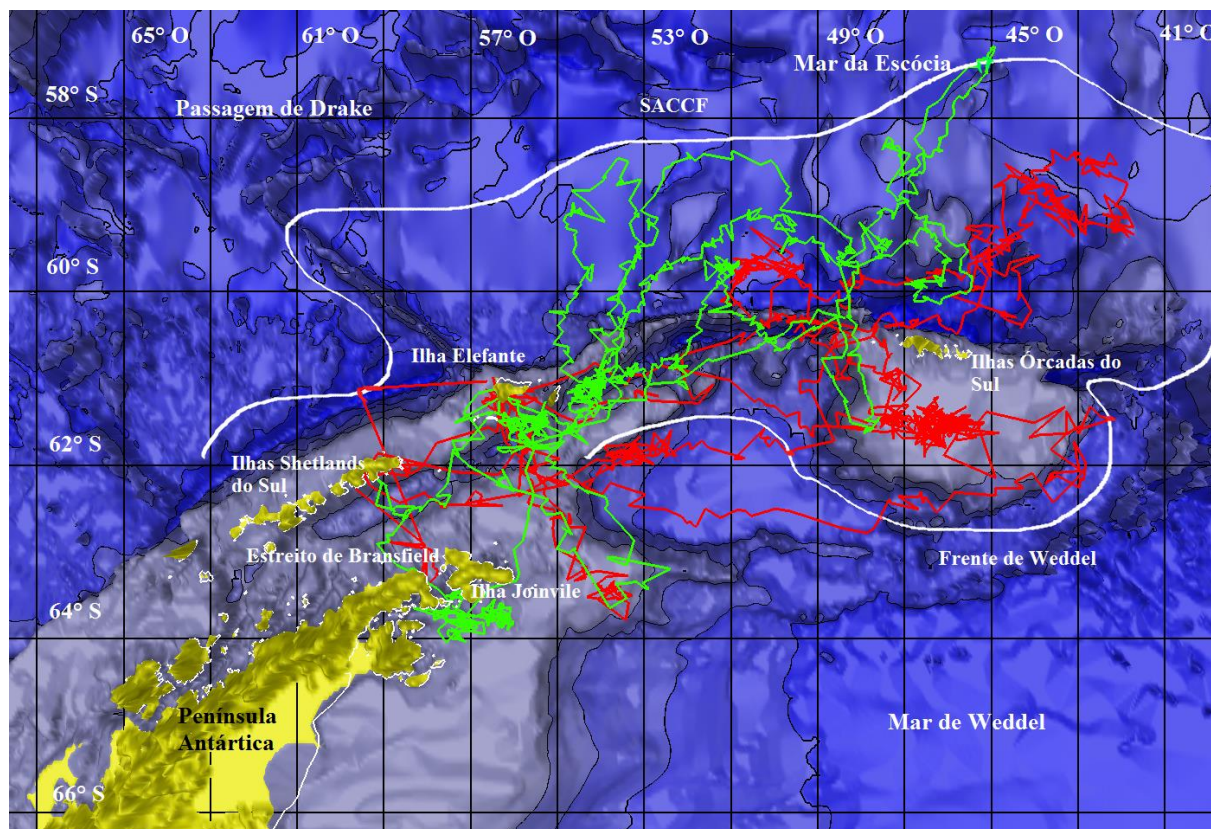 65° O
61° O
57° O
53° O
49° O
45° O
41° O
Mar da Escócia
58° S
Passagem de Drake
SACCF
60° S
Ilha Elefante
Ilhas Órcadas do
Sul
62° S
Ilhas Shetlands
do Sul
Estreito de Bransfield
Frente de Weddel
Ilha Joinvile
64° S
Península
Antártica
Mar de Weddel
66° S